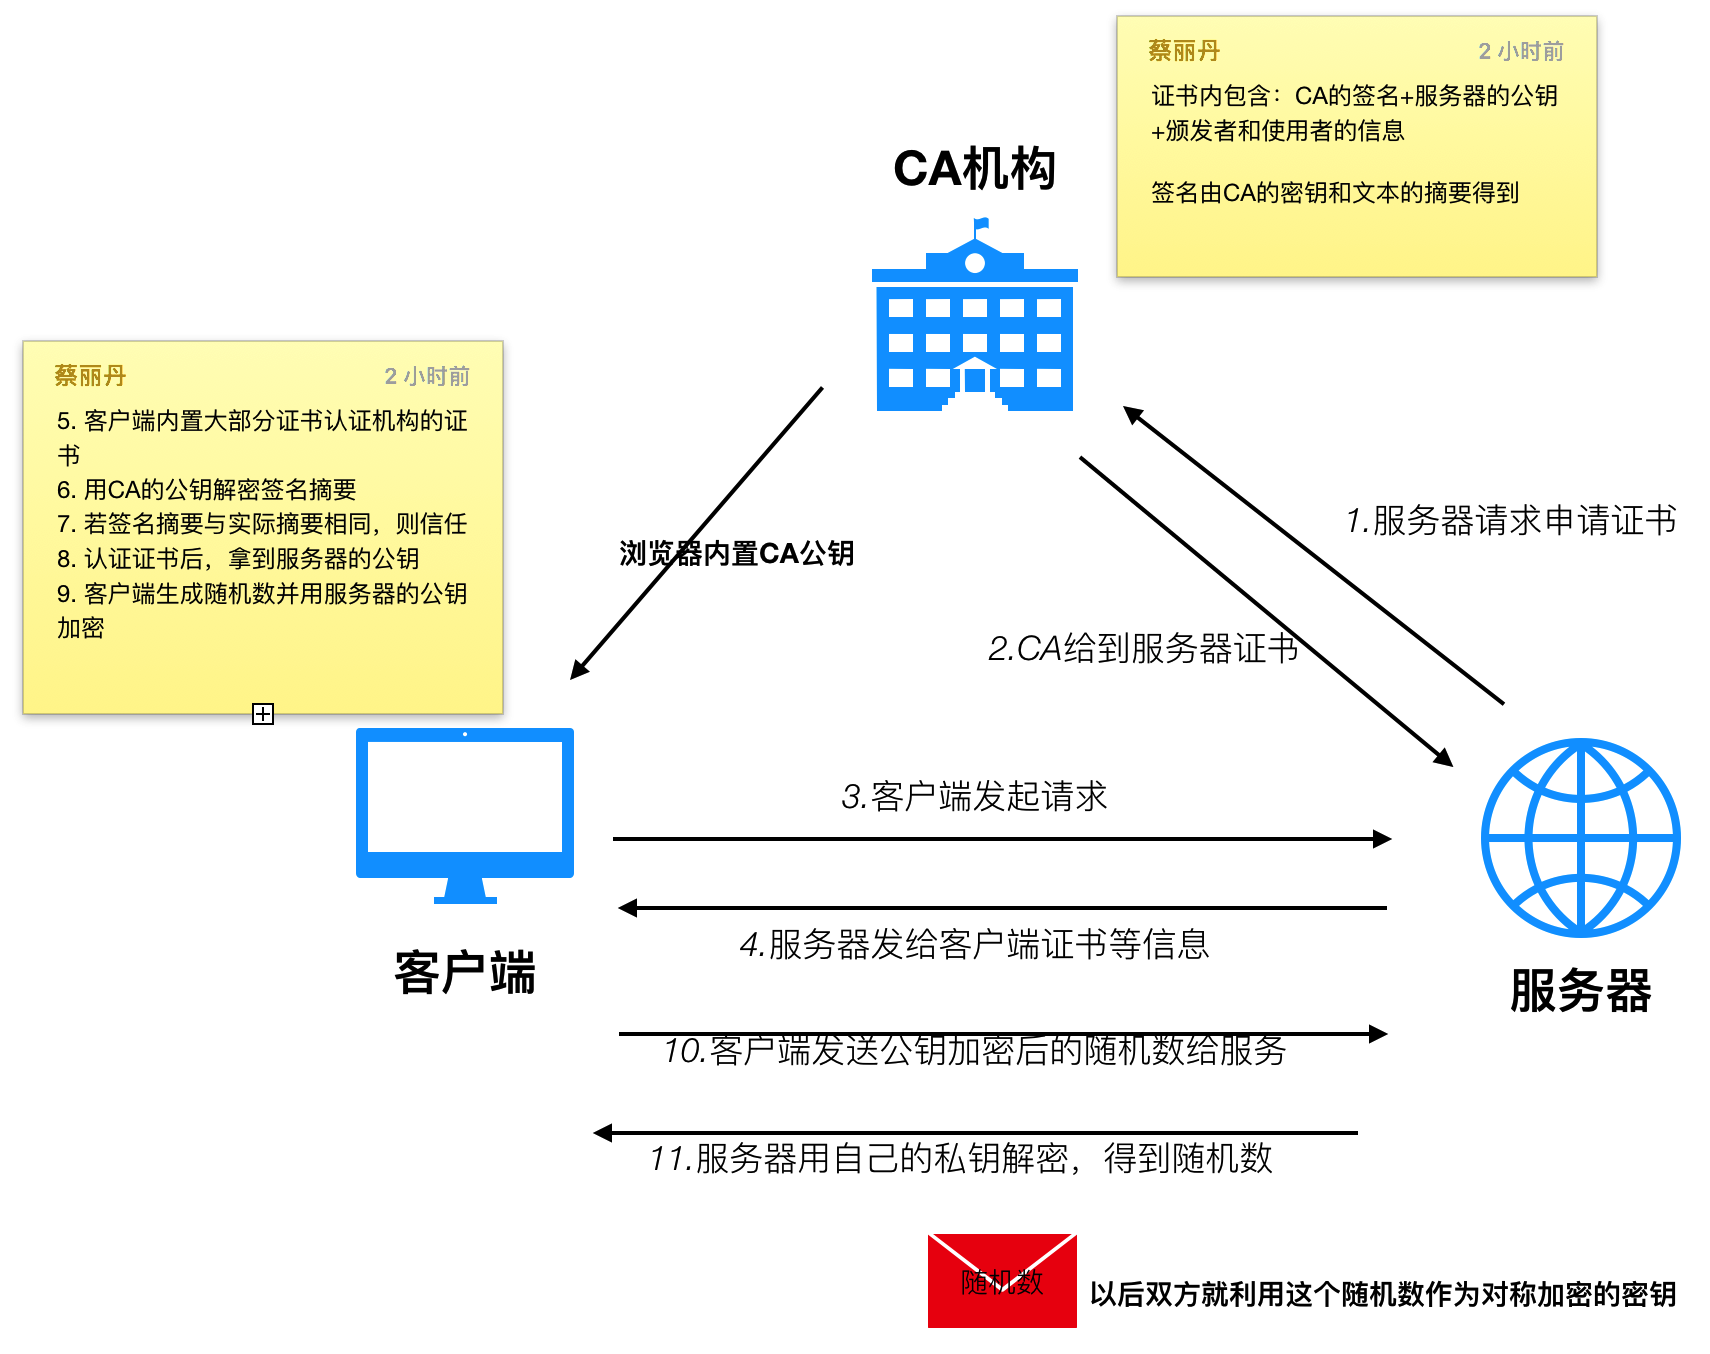 蔡丽丹 2 小时前
证书内包含：CA的签名+服务器的公钥
+颁发者和使用者的信息
签名由CA的密钥和文本的摘要得到
CA机构
蔡丽丹 2 小时前
5. 客户端内置大部分证书认证机构的证
书
6. 用CA的公钥解密签名摘要
7. 若签名摘要与实际摘要相同，则信任
8. 认证证书后，拿到服务器的公钥
9. 客户端生成随机数并用服务器的公钥
加密
浏览器内置CA公钥
1.服务器请求申请证书
2.CA给到服务器证书
3.客户端发起请求
4.服务器发给客户端证书等信息
客户端
服务器
10.客户端发送公钥加密后的随机数给服务
11.服务器用自己的私钥解密，得到随机数
随机数
以后双方就利用这个随机数作为对称加密的密钥